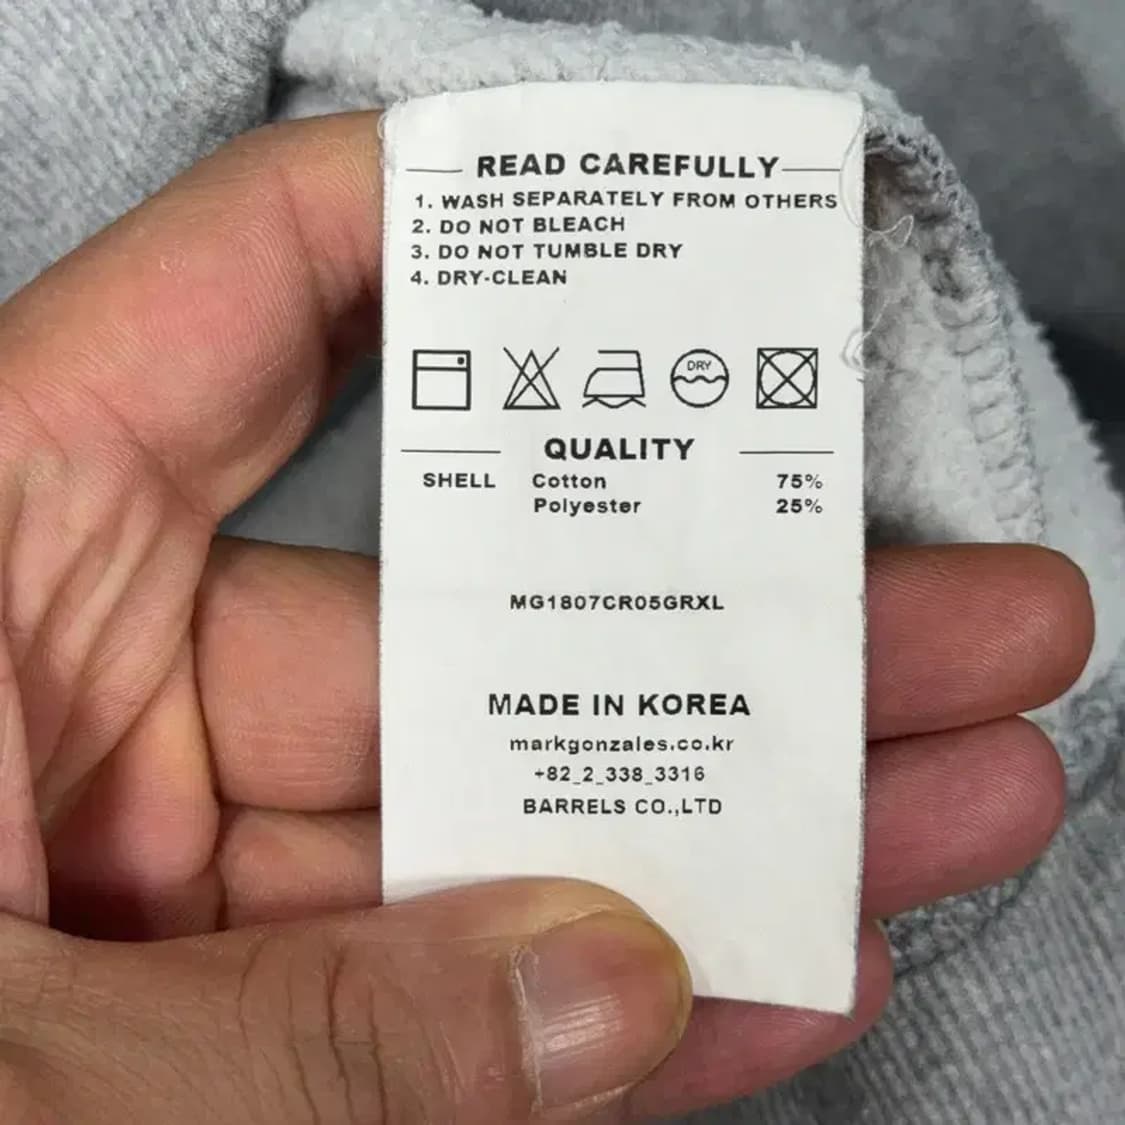 READ CAREFULLY
1. WASH SEPARATELY FROM OTHERS
2. DO NOT BLEACH
3. DO NOT TUMBLE DRY
4. DRY-CLEAN
DRY
QUALITY
SHELL Cotton 75%
Polyester 25%
MG1807CR05GRXL
MADE IN KOREA
markgonzales.co.kr
+82_2_338_3316
BARRELS CO.,LTD